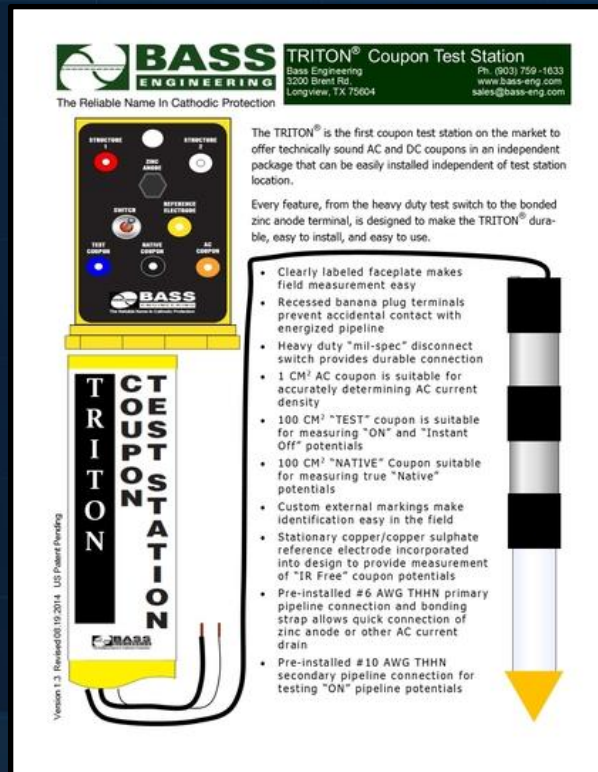 BASS
ENGINEERING
The Reliable Name In Cathodic Protection
TRITON® Coupon Test Station
Bass Engineering
3200 Brent Rd.
Longview, TX 75604
Ph. (903) 759 -1633
www.bass-eng.com
sales@bass-eng.com
STRUCTURE 1
STRUCTURE 2
ZINC ANODE
SWITCH
REFERENCE ELECTRODE
TEST COUPON
NATIVE COUPON
AC COUPON
BASS
ENGINEERING
The Reliable Name In Cathodic Protection
TRITON
COUPON
TEST STATION
BASS
ENGINEERING
The TRITON® is the first coupon test station on the market to
offer technically sound AC and DC coupons in an independent
package that can be easily installed independent of test station
location.
Every feature, from the heavy duty test switch to the bonded
zinc anode terminal, is designed to make the TRITON® dura-
ble, easy to install, and easy to use.
• Clearly labeled faceplate makes
field measurement easy
• Recessed banana plug terminals
prevent accidental contact with
energized pipeline
• Heavy duty "mil-spec" disconnect
switch provides durable connection
• 1 CM² AC coupon is suitable for
accurately determining AC current
density
• 100 CM² "TEST" coupon is suitable
for measuring "ON" and "Instant
Off" potentials
• 100 CM² "NATIVE" Coupon suitable
for measuring true "Native"
potentials
• Custom external markings make
identification easy in the field
• Stationary copper/copper sulphate
reference electrode incorporated
into design to provide measurement
of "IR Free" coupon potentials
• Pre-installed #6 AWG THHN primary
pipeline connection and bonding
strap allows quick connection of
zinc anode or other AC current
drain
• Pre-installed #10 AWG THHN
secondary pipeline connection for
testing "ON" pipeline potentials
Version 1.3 Revised 08.19.2014 US Patent Pending